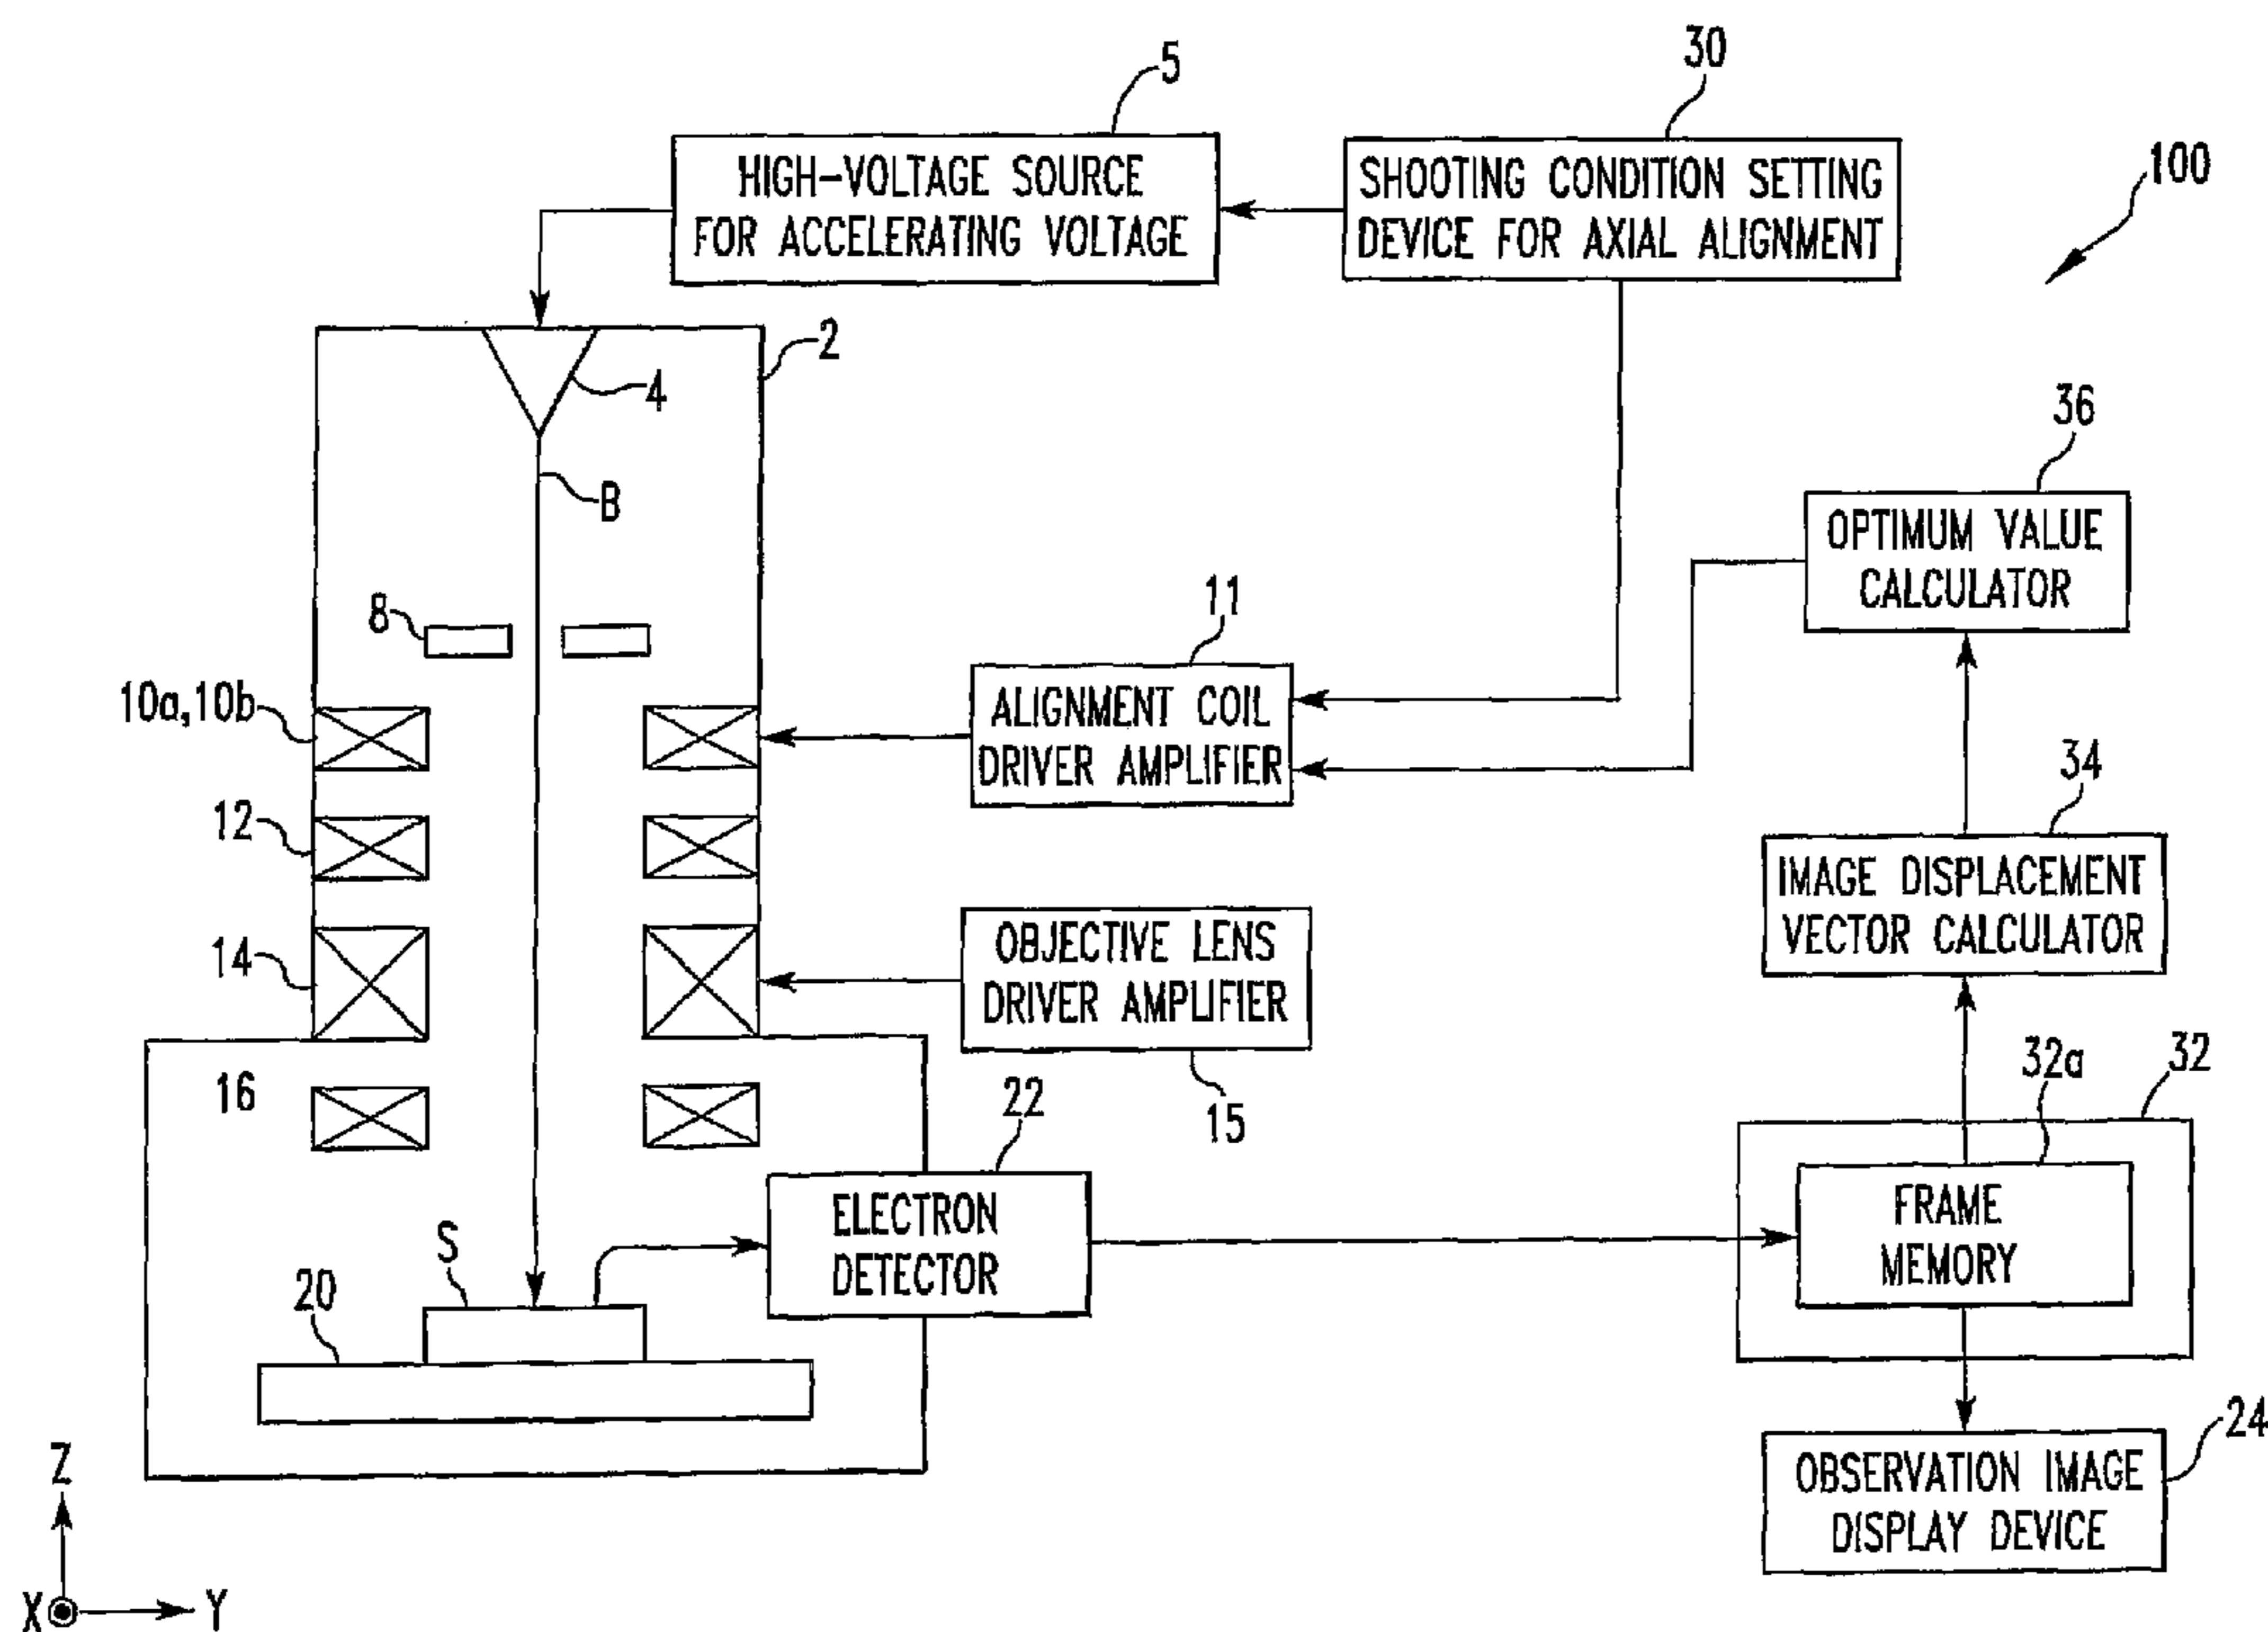 5
30
100
HIGH-VOLTAGE SOURCE
FOR ACCELERATING VOLTAGE
SHOOTING CONDITION SETTING
DEVICE FOR AXIAL ALIGNMENT
2
4
B
36
OPTIMUM VALUE
CALCULATOR
8
11
10a,10b
ALIGNMENT COIL
DRIVER AMPLIFIER
34
12
IMAGE DISPLACEMENT
VECTOR CALCULATOR
14
OBJECTIVE LENS
DRIVER AMPLIFIER
15
16
22
32a
32
ELECTRON
DETECTOR
FRAME
MEMORY
S
20
24
OBSERVATION IMAGE
DISPLAY DEVICE
Z
X
Y